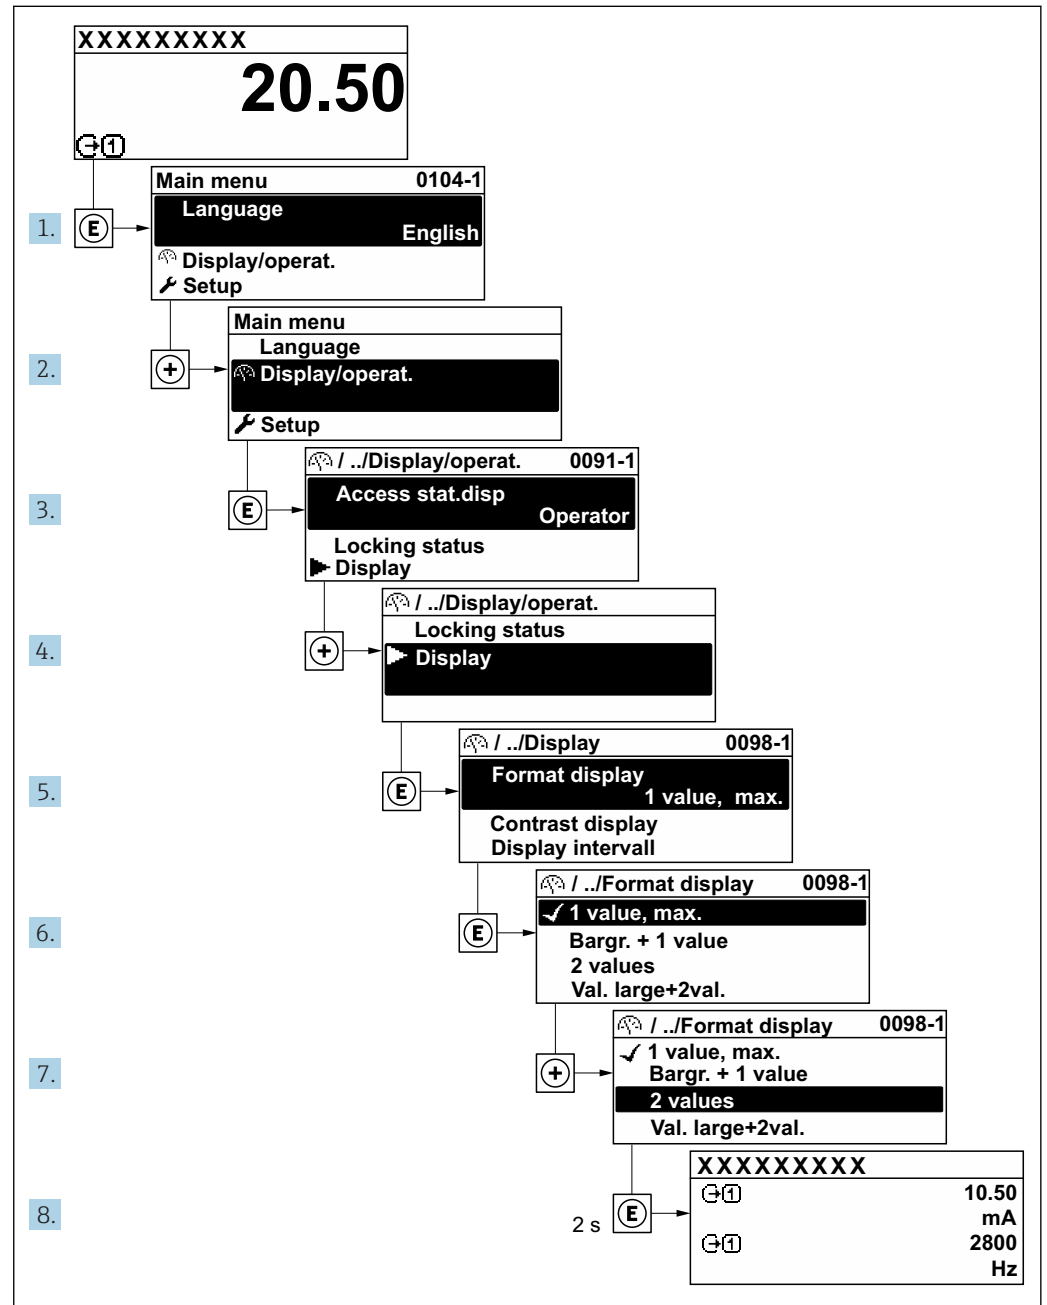 XXXXXXXXX
20.50
1
Main menu 0104-1
1. E Language
English
Display/operat.
Setup
Main menu
Language
2. + Display/operat.
Setup
/ ../Display/operat. 0091-1
Access stat.disp
3. E Operator
Locking status
Display
/ ../Display/operat.
Locking status
4. + Display
/ ../Display 0098-1
Format display
5. E 1 value, max.
Contrast display
Display intervall
/ ../Format display 0098-1
1 value, max.
6. E Bargr. + 1 value
2 values
Val. large+2val.
/ ../Format display 0098-1
1 value, max.
7. + Bargr. + 1 value
2 values
Val. large+2val.
XXXXXXXXX
1 10.50
8. 2 s E mA
1 2800
Hz